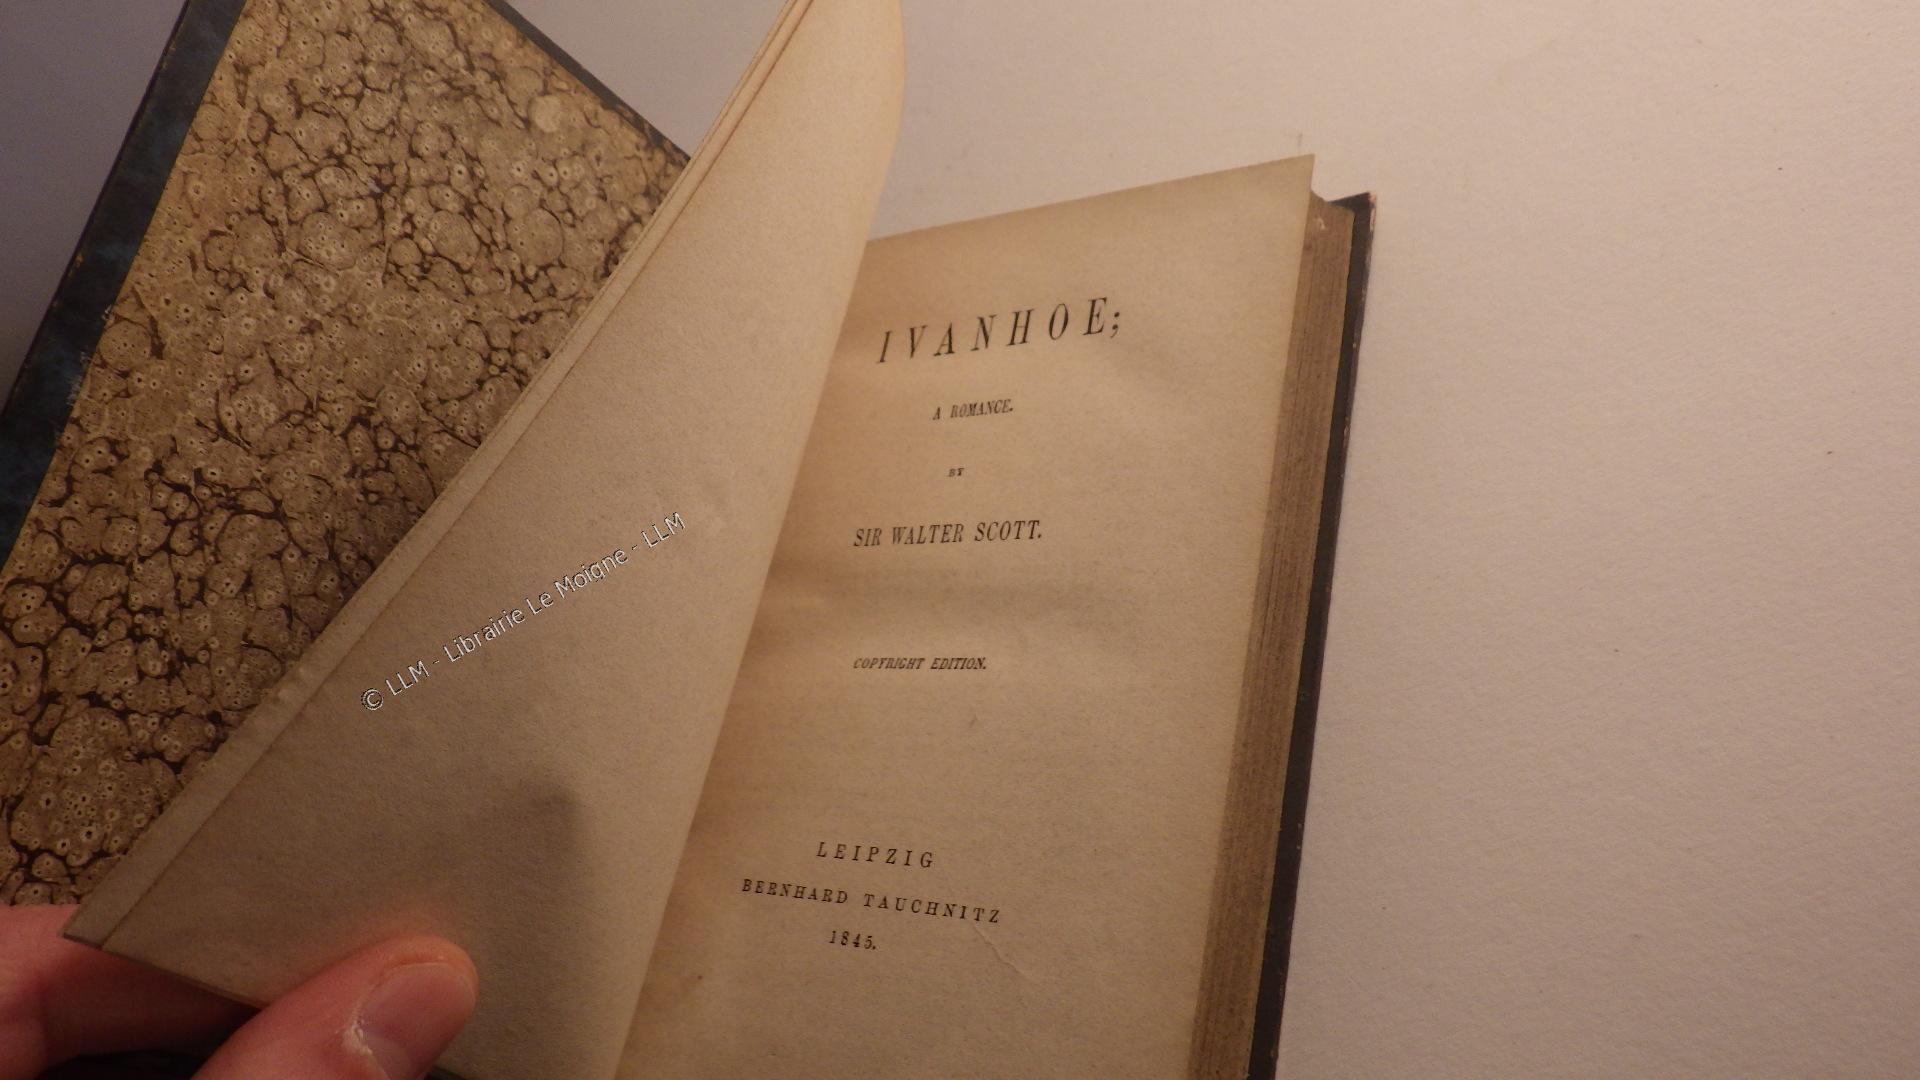 IVANHOE;
A ROMANCE.
BY
SIR WALTER SCOTT.
COPYRIGHT EDITION.
LEIPZIG
BERNHARD TAUCHNITZ
1845.
© LLM - Librairie Le Moigne - LLM